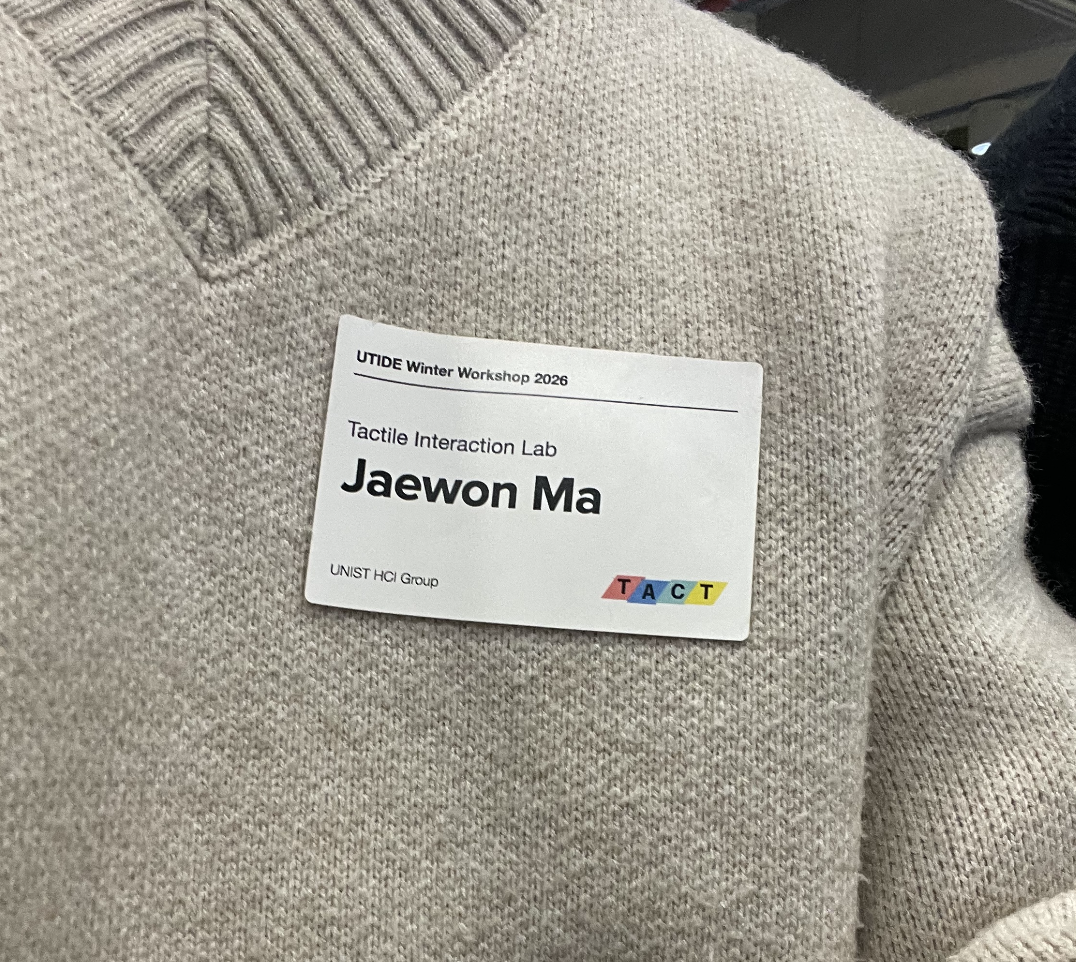 UTIDE Winter Workshop 2026
Tactile Interaction Lab
Jaewon Ma
UNIST HCI Group
TACT